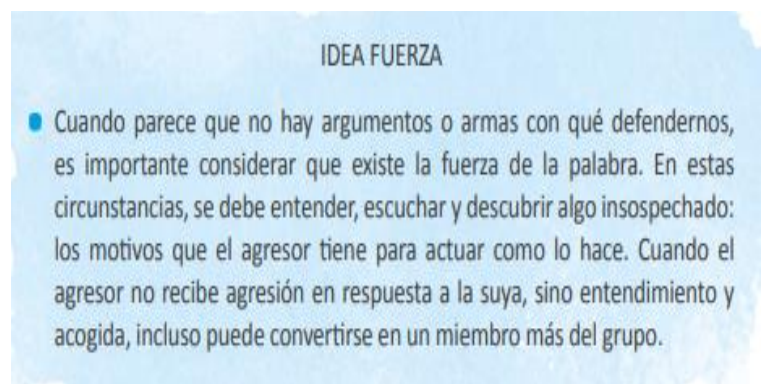 IDEA FUERZA
Cuando parece que no hay argumentos o armas con qué defendernos,
es importante considerar que existe la fuerza de la palabra. En estas
circunstancias, se debe entender, escuchar y descubrir algo insospechado:
los motivos que el agresor tiene para actuar como lo hace. Cuando el
agresor no recibe agresión en respuesta a la suya, sino entendimiento y
acogida, incluso puede convertirse en un miembro más del grupo.